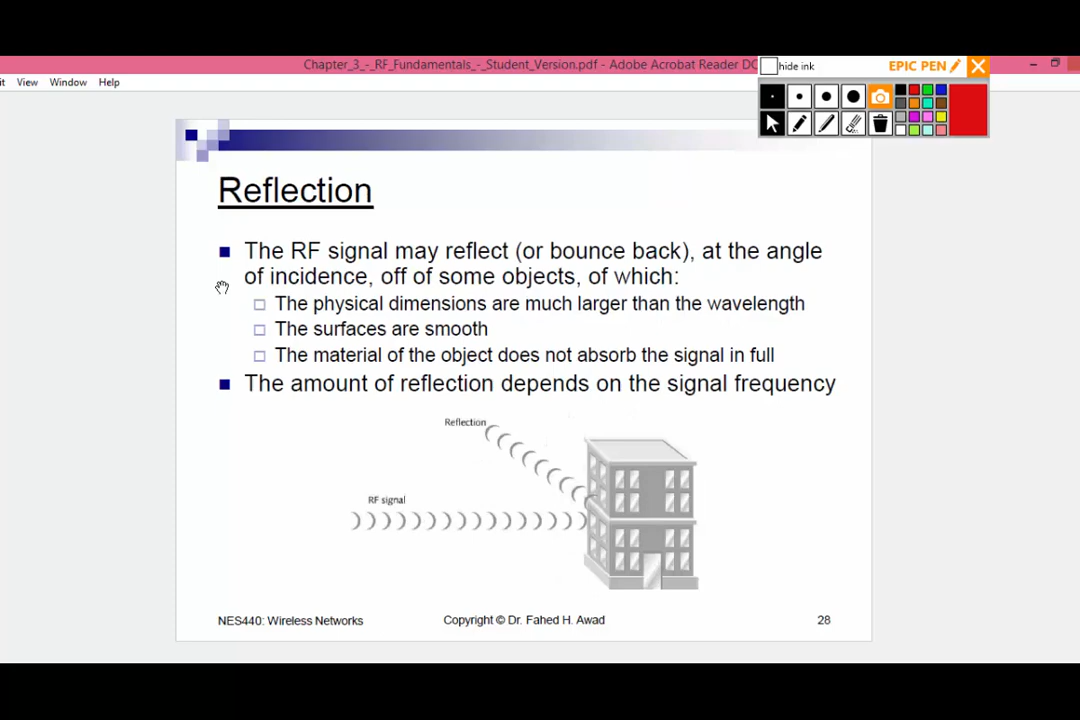 Chapter_3_-_RF_Fundamentals_-_Student_Version.pdf - Adobe Acrobat Reader DC
hide ink
EPIC PEN
View Window Help
Reflection
The RF signal may reflect (or bounce back), at the angle
of incidence, off of some objects, of which:
The physical dimensions are much larger than the wavelength
The surfaces are smooth
The material of the object does not absorb the signal in full
The amount of reflection depends on the signal frequency
Reflection
RF signal
NES440: Wireless Networks
Copyright © Dr. Fahed H. Awad
28